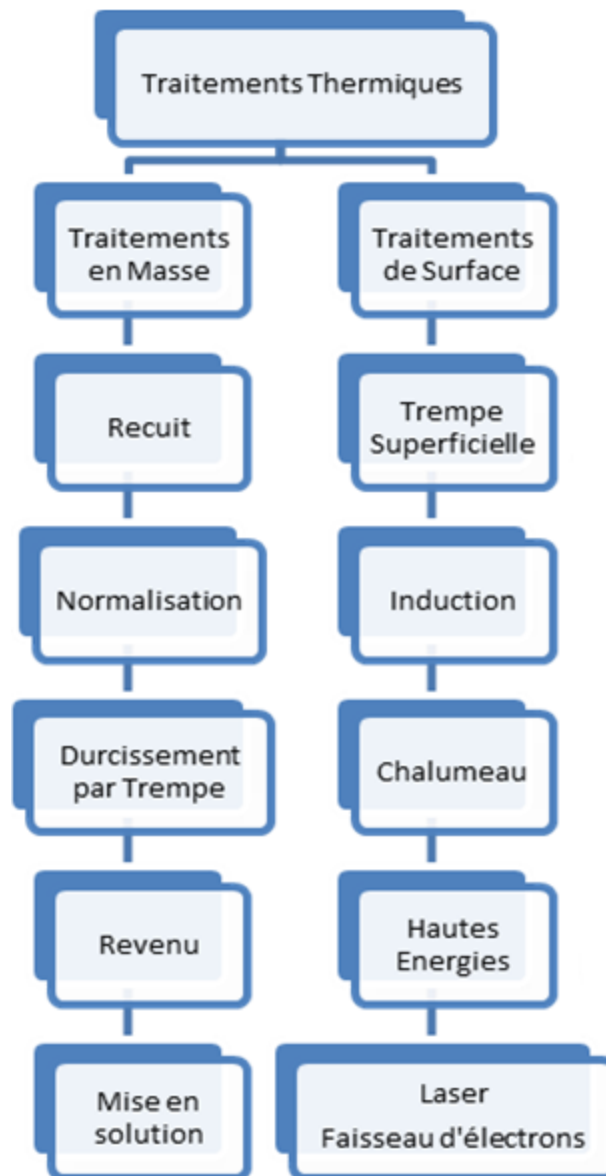 Traitements Thermiques
Traitements
en Masse
Traitements
de Surface
Recuit
Trempe
Superficielle
Normalisation
Induction
Durcissement
par Trempe
Chalumeau
Revenu
Hautes
Energies
Mise en
solution
Laser
Faisseau d'électrons